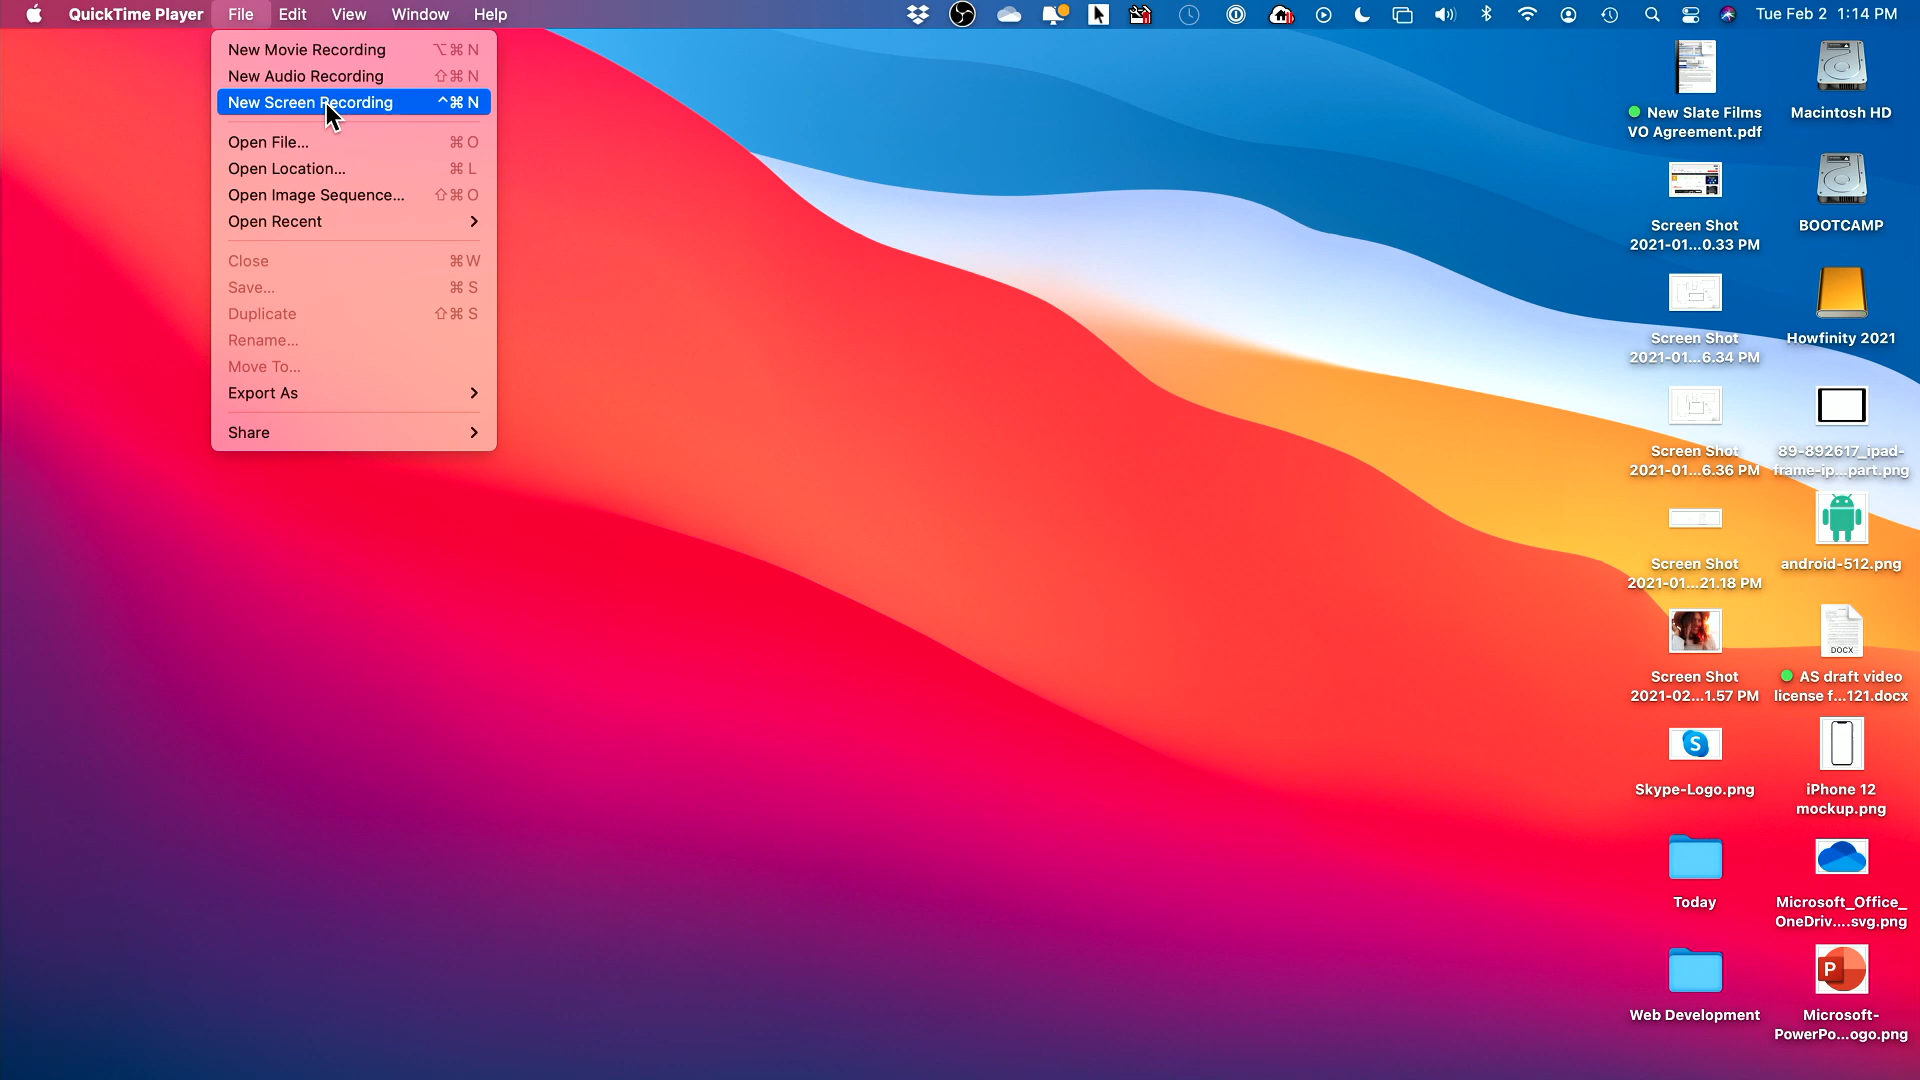 QuickTime Player File Edit View Window Help Tue Feb 2 1:14 PM
New Movie Recording ⌥⌘N
New Audio Recording ⇧⌘N
New Screen Recording ^⌘N
Open File... ⌘O
Open Location... ⌘L
Open Image Sequence... ⇧⌘O
Open Recent
Close ⌘W
Save... ⌘S
Duplicate ⇧⌘S
Rename...
Move To...
Export As
Share
New Slate Films
VO Agreement.pdf
Macintosh HD
Screen Shot
2021-01...0.33 PM
BOOTCAMP
Screen Shot
2021-01...6.34 PM
Howfinity 2021
Screen Shot
2021-01...6.36 PM
89-892617_ipad-
frame-ip...part.png
Screen Shot
2021-01...21.18 PM
android-512.png
Screen Shot
2021-02...1.57 PM
DOCX
AS draft video
license f...121.docx
S
Skype-Logo.png
iPhone 12
mockup.png
Today
Microsoft_Office_
OneDriv....svg.png
Web Development
P
Microsoft-
PowerPo...ogo.png